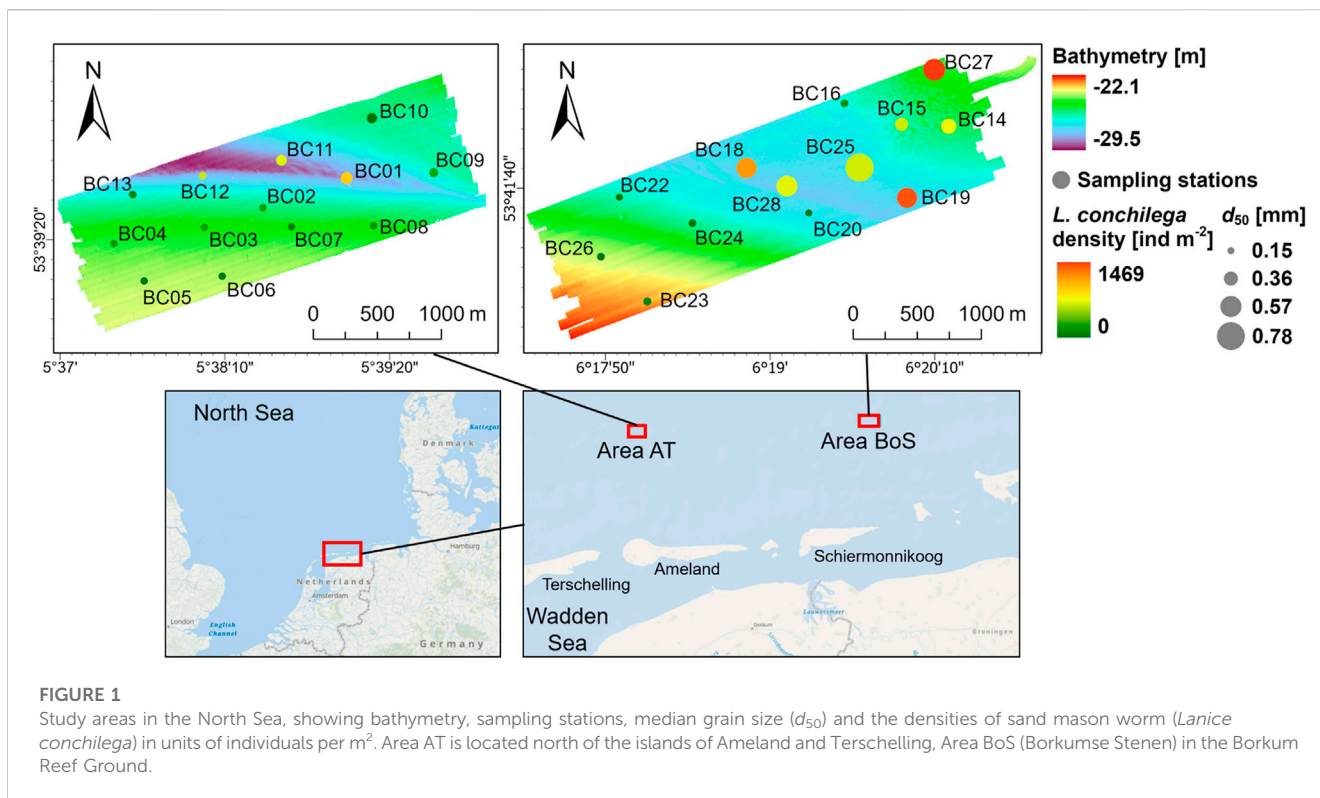 N
BC10
BC11
BC09
BC01
BC13
BC12
BC02
BC04
BC03
BC07
BC08
BC05
BC06
0 500 1000 m
53°39'20"
5°37' 5°38'10" 5°39'20"
N
BC27
BC16
BC15
BC14
BC18
BC25
BC22
BC28
BC19
BC24
BC20
BC26
BC23
0 500 1000 m
53°41'40"
6°17'50" 6°19' 6°20'10"
Bathymetry [m]
-22.1
-29.5
Sampling stations
L. conchilega
density [ind m⁻²]
1469
0
d₅₀ [mm]
0.15
0.36
0.57
0.78
North Sea
Kattegat
Denmark
Hamburg
Netherlands
Amsterdam
London
English
Channel
Germany
Area AT
Area BoS
Schiermonnikoog
Ameland
Terschelling
Wadden
Sea
Lauwersmeer
Dokkum
Groningen
FIGURE 1
Study areas in the North Sea, showing bathymetry, sampling stations, median grain size (d₅₀) and the densities of sand mason worm (Lanice
conchilega) in units of individuals per m². Area AT is located north of the islands of Ameland and Terschelling, Area BoS (Borkumse Stenen) in the Borkum
Reef Ground.